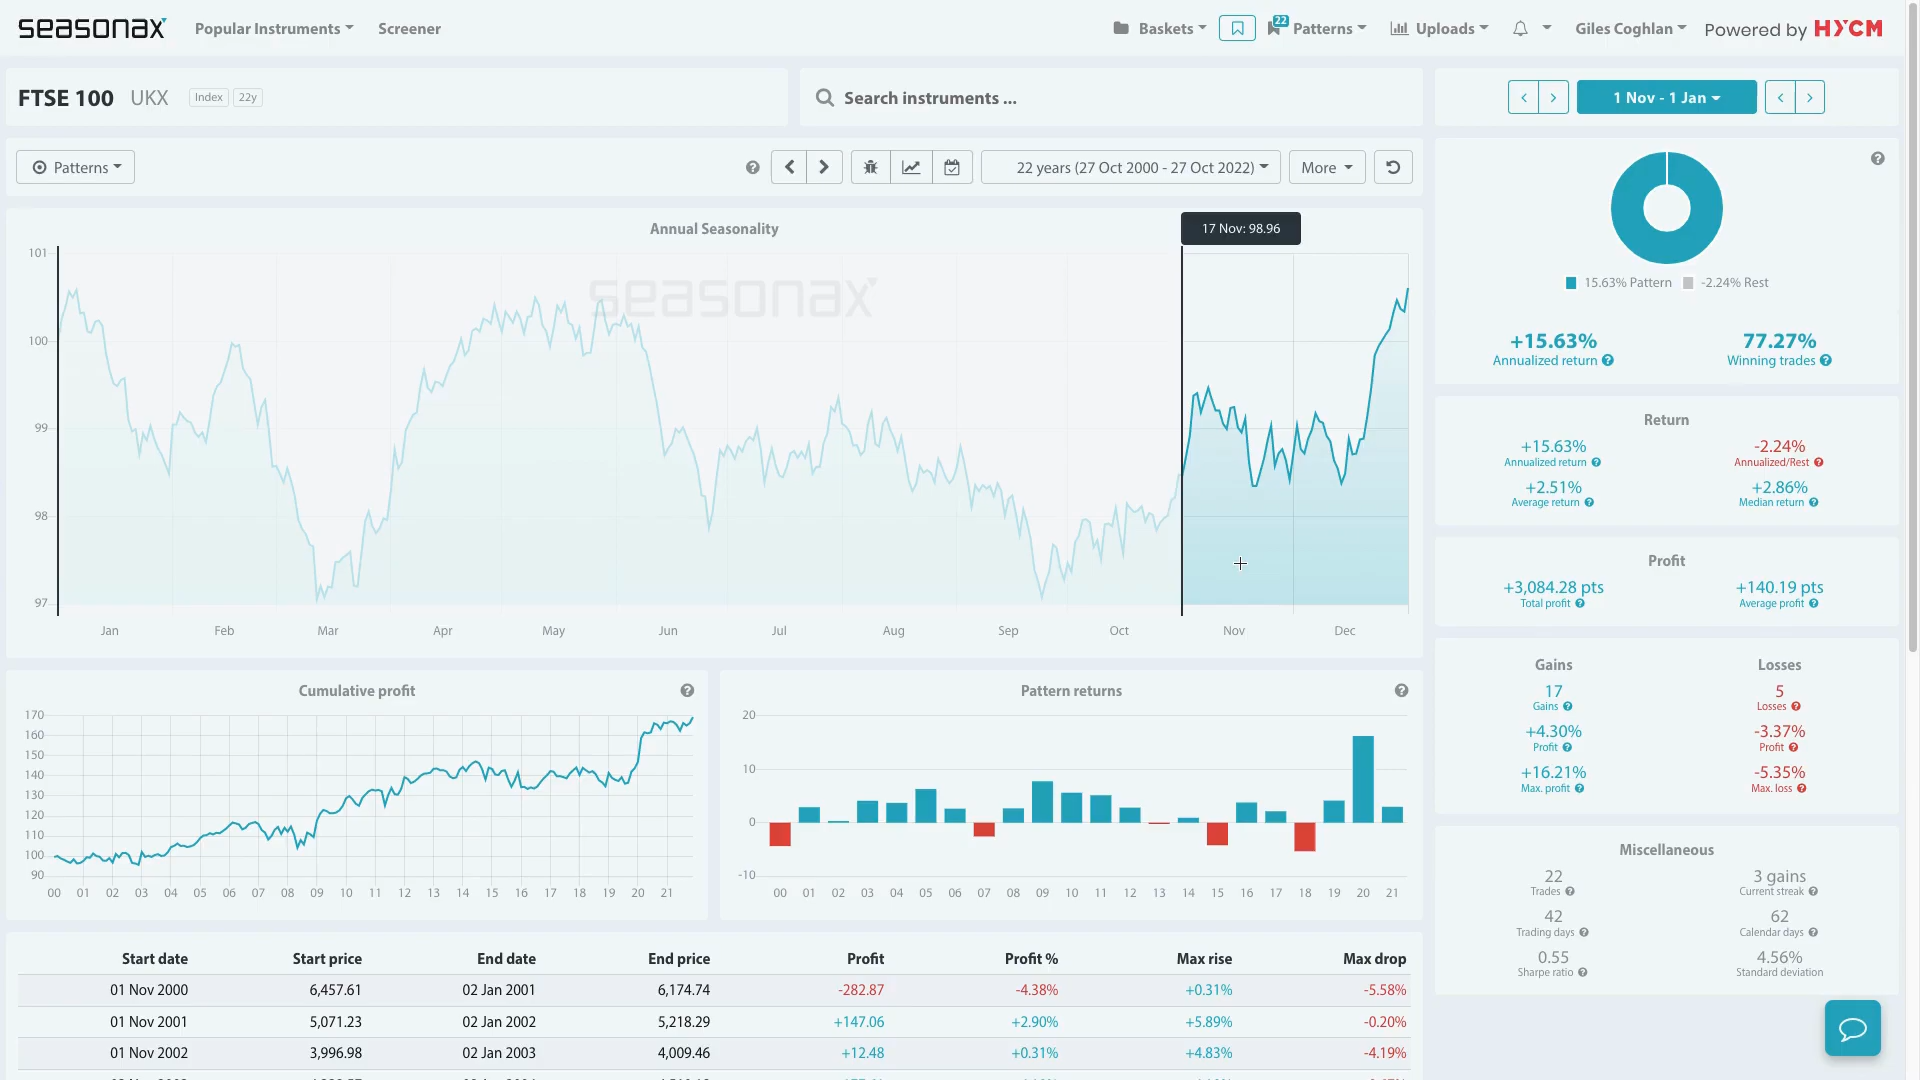 seasonax Popular Instruments Screener Baskets 22 Patterns Uploads Giles Coghlan Powered by HYCM
FTSE 100 UKX Index 22y Search instruments ... 1 Nov - 1 Jan
Patterns 22 years (27 Oct 2000 - 27 Oct 2022) More
Annual Seasonality
17 Nov: 98.96
seasonax
101
100
99
98
97
Jan Feb Mar Apr May Jun Jul Aug Sep Oct Nov Dec
15.63% Pattern -2.24% Rest
+15.63% 77.27%
Annualized return Winning trades
Return
+15.63% -2.24%
Annualized return Annualized/Rest
+2.51% +2.86%
Average return Median return
Profit
+3,084.28 pts +140.19 pts
Total profit Average profit
Gains Losses
17 5
Gains Losses
+4.30% -3.37%
Profit Profit
+16.21% -5.35%
Max. profit Max. loss
Miscellaneous
22 3 gains
Trades Current streak
42 62
Trading days Calendar days
0.55 4.56%
Sharpe ratio Standard deviation
Cumulative profit
170
160
150
140
130
120
110
100
90
00 01 02 03 04 05 06 07 08 09 10 11 12 13 14 15 16 17 18 19 20 21
Pattern returns
20
10
0
-10
00 01 02 03 04 05 06 07 08 09 10 11 12 13 14 15 16 17 18 19 20 21
Start date Start price End date End price Profit Profit % Max rise Max drop
01 Nov 2000 6,457.61 02 Jan 2001 6,174.74 -282.87 -4.38% +0.31% -5.58%
01 Nov 2001 5,071.23 02 Jan 2002 5,218.29 +147.06 +2.90% +5.89% -0.20%
01 Nov 2002 3,996.98 02 Jan 2003 4,009.46 +12.48 +0.31% +4.83% -4.19%